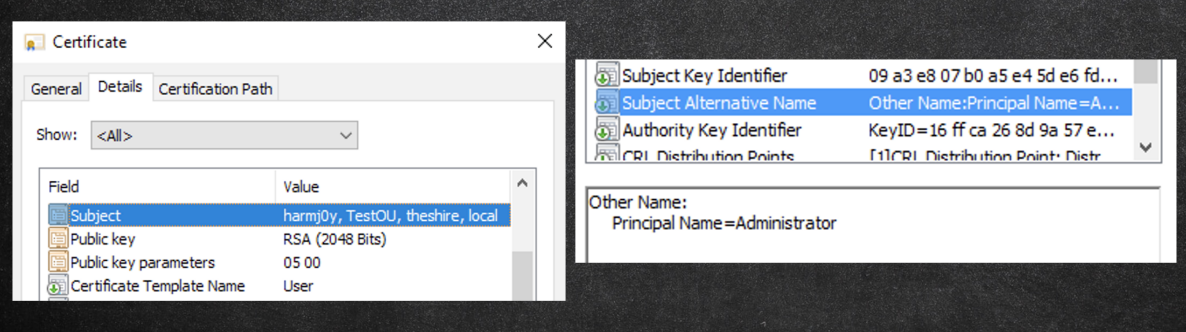 Certificate
General Details Certification Path
Show: <All>
Field Value
Subject harmj0y, TestOU, theshire, local
Public key RSA (2048 Bits)
Public key parameters 05 00
Certificate Template Name User
Subject Key Identifier 09 a3 e8 07 b0 a5 e4 5d e6 fd...
Subject Alternative Name Other Name:Principal Name=A...
Authority Key Identifier KeyID=16 ff ca 26 8d 9a 57 e...
CRL Distribution Points [1]CRL Distribution Point: Distr
Other Name:
Principal Name=Administrator